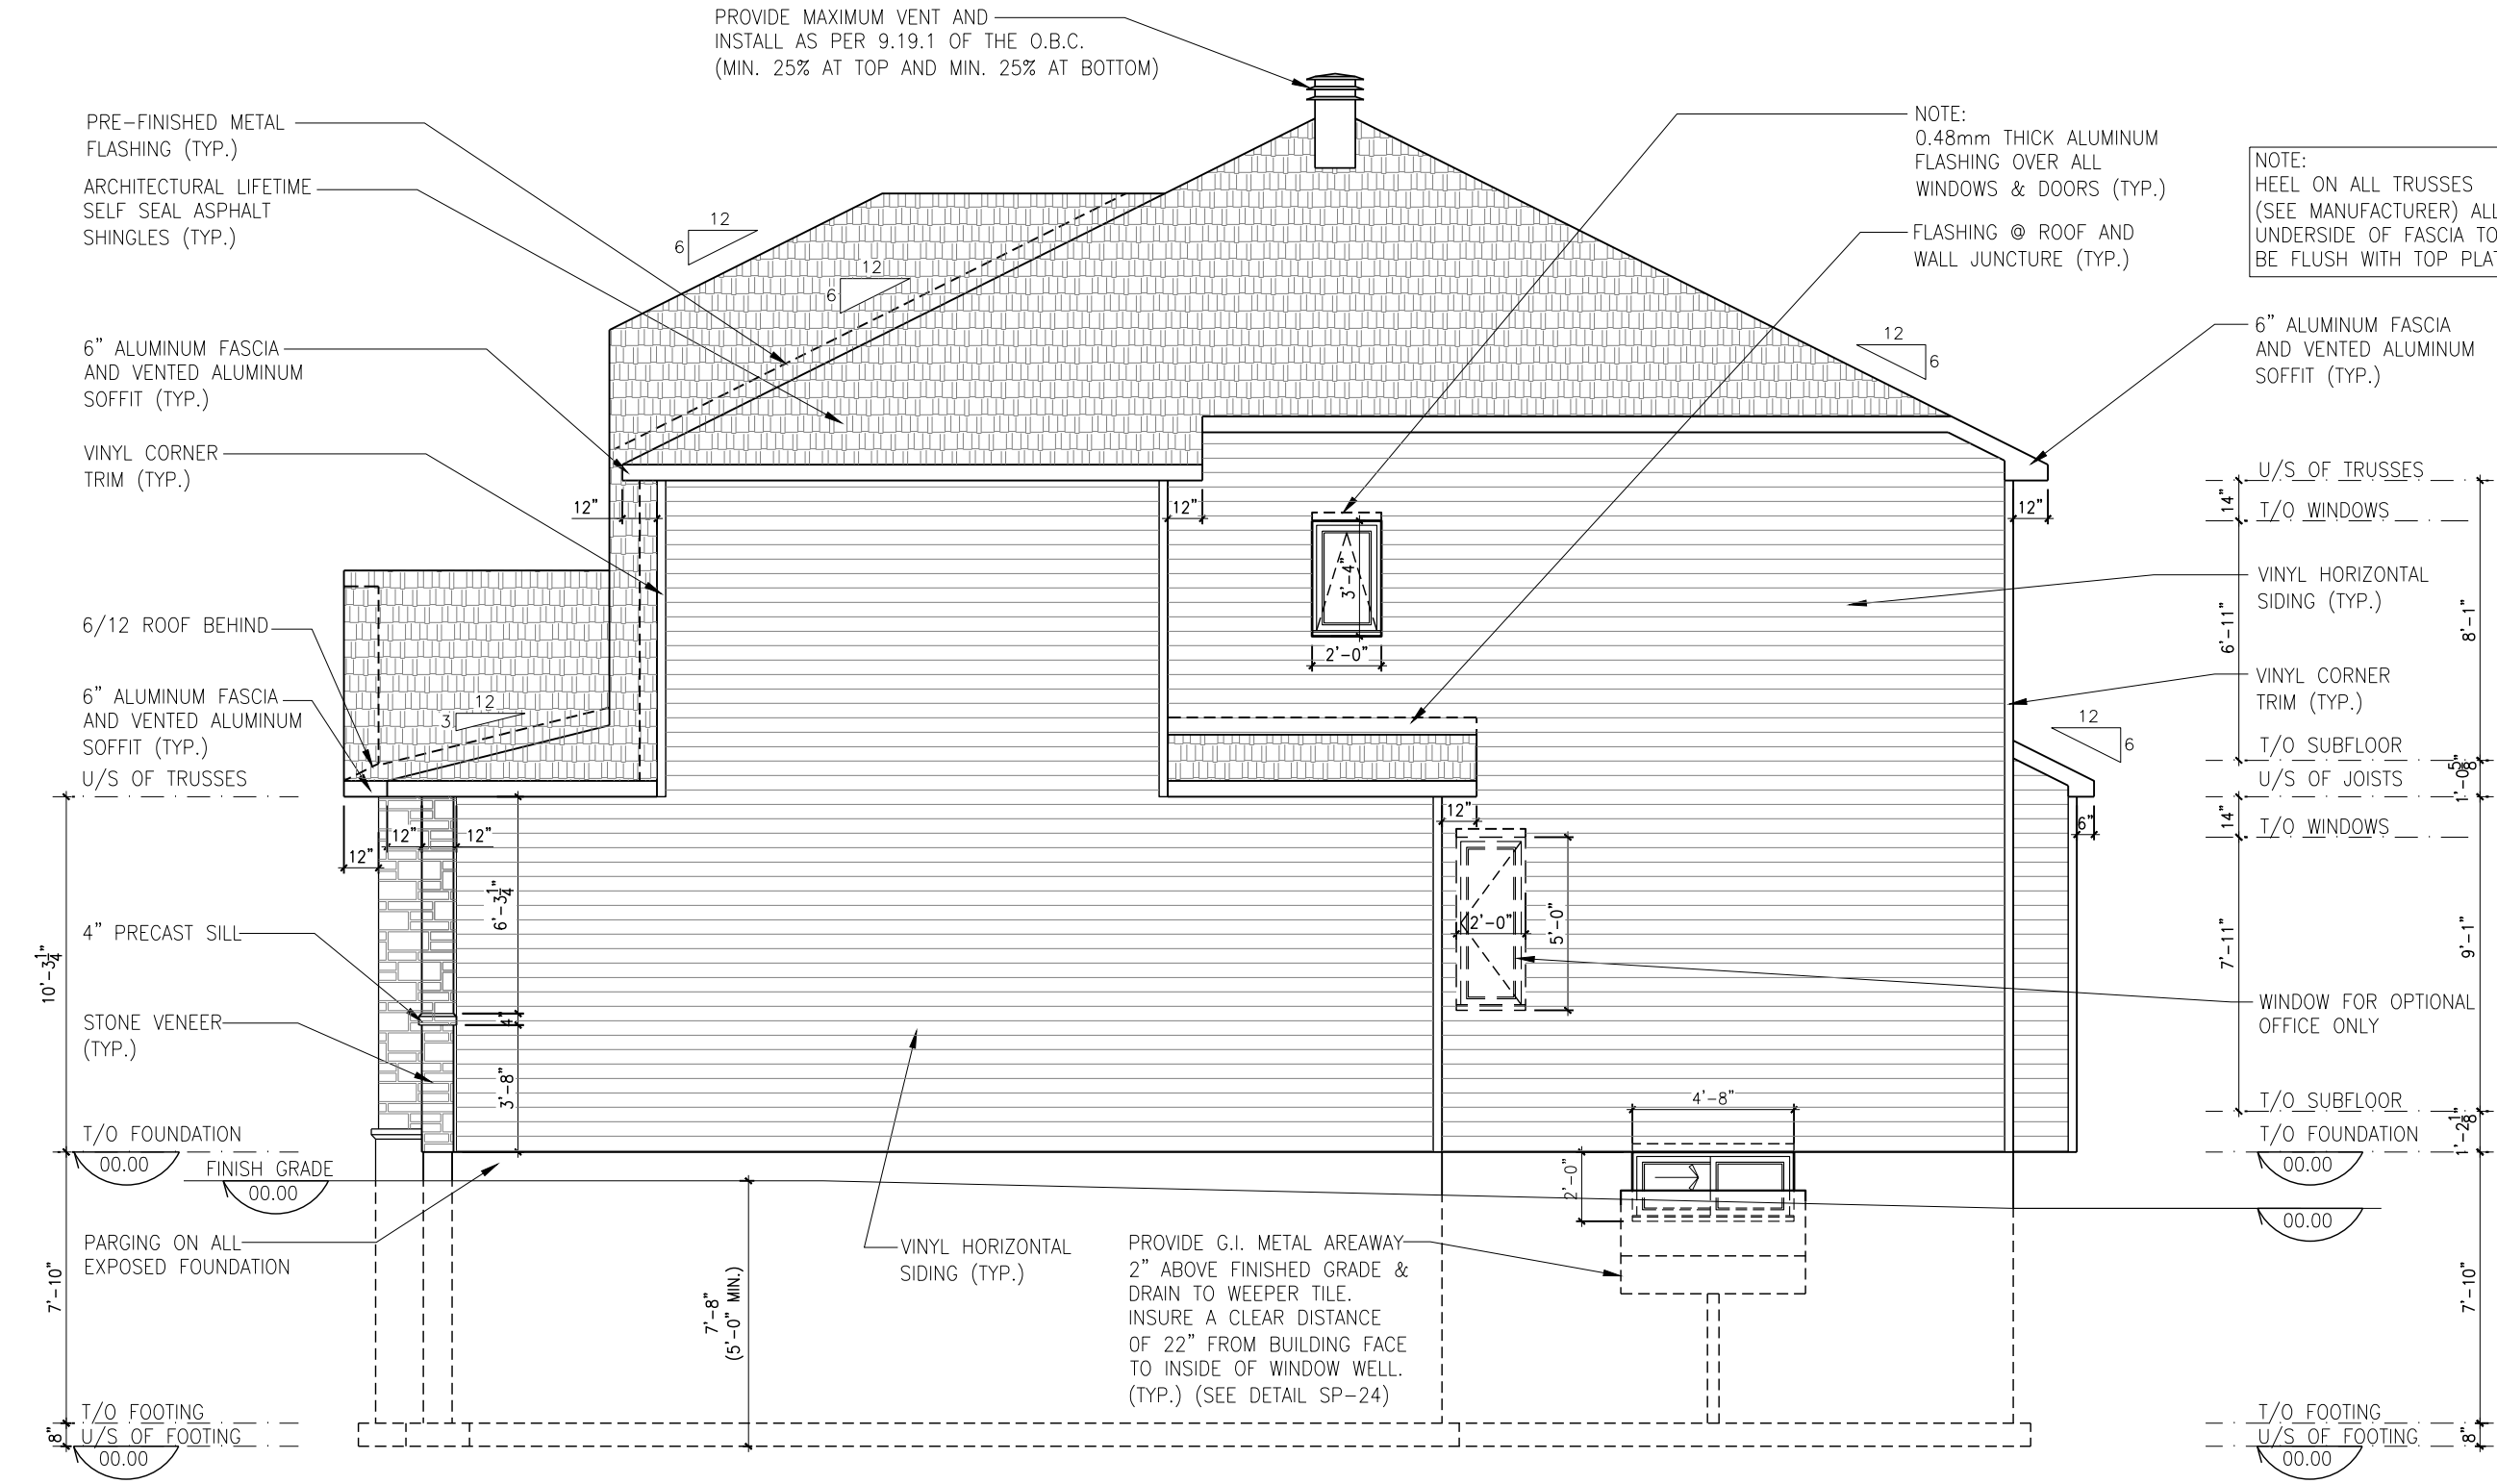 PROVIDE MAXIMUM VENT AND
INSTALL AS PER 9.19.1 OF THE O.B.C.
(MIN. 25% AT TOP AND MIN. 25% AT BOTTOM)
PRE-FINISHED METAL
FLASHING (TYP.)
ARCHITECTURAL LIFETIME
SELF SEAL ASPHALT
SHINGLES (TYP.)
6" ALUMINUM FASCIA
AND VENTED ALUMINUM
SOFFIT (TYP.)
VINYL CORNER
TRIM (TYP.)
6/12 ROOF BEHIND
6" ALUMINUM FASCIA
AND VENTED ALUMINUM
SOFFIT (TYP.)
U/S OF TRUSSES
4" PRECAST SILL
STONE VENEER
(TYP.)
T/O FOUNDATION
00.00
FINISH GRADE
00.00
PARGING ON ALL
EXPOSED FOUNDATION
T/O FOOTING
U/S OF FOOTING
00.00
10'-3¼"
7'-10"
8"
12
6
12
6
12
3
12"
12"
12"
12"
12"
6'-3¼"
4"
3'-8"
7'-8"
(5'-0" MIN.)
VINYL HORIZONTAL
SIDING (TYP.)
PROVIDE G.I. METAL AREAWAY
2" ABOVE FINISHED GRADE &
DRAIN TO WEEPER TILE.
INSURE A CLEAR DISTANCE
OF 22" FROM BUILDING FACE
TO INSIDE OF WINDOW WELL.
(TYP.) (SEE DETAIL SP-24)
3'-4"
2'-0"
12"
2'-0"
5'-0"
4'-8"
2'-0"
NOTE:
0.48mm THICK ALUMINUM
FLASHING OVER ALL
WINDOWS & DOORS (TYP.)
FLASHING @ ROOF AND
WALL JUNCTURE (TYP.)
12
6
12"
12
6
6"
NOTE:
HEEL ON ALL TRUSSES
(SEE MANUFACTURER) ALL
UNDERSIDE OF FASCIA TO
BE FLUSH WITH TOP PLAT
6" ALUMINUM FASCIA
AND VENTED ALUMINUM
SOFFIT (TYP.)
U/S OF TRUSSES
T/O WINDOWS
VINYL HORIZONTAL
SIDING (TYP.)
VINYL CORNER
TRIM (TYP.)
T/O SUBFLOOR
U/S OF JOISTS
T/O WINDOWS
WINDOW FOR OPTIONAL
OFFICE ONLY
T/O SUBFLOOR
T/O FOUNDATION
00.00
00.00
T/O FOOTING
U/S OF FOOTING
00.00
14"
6'-11"
14"
7'-11"
8'-1"
1'-0⅝"
9'-1"
1'-2⅛"
7'-10"
8"